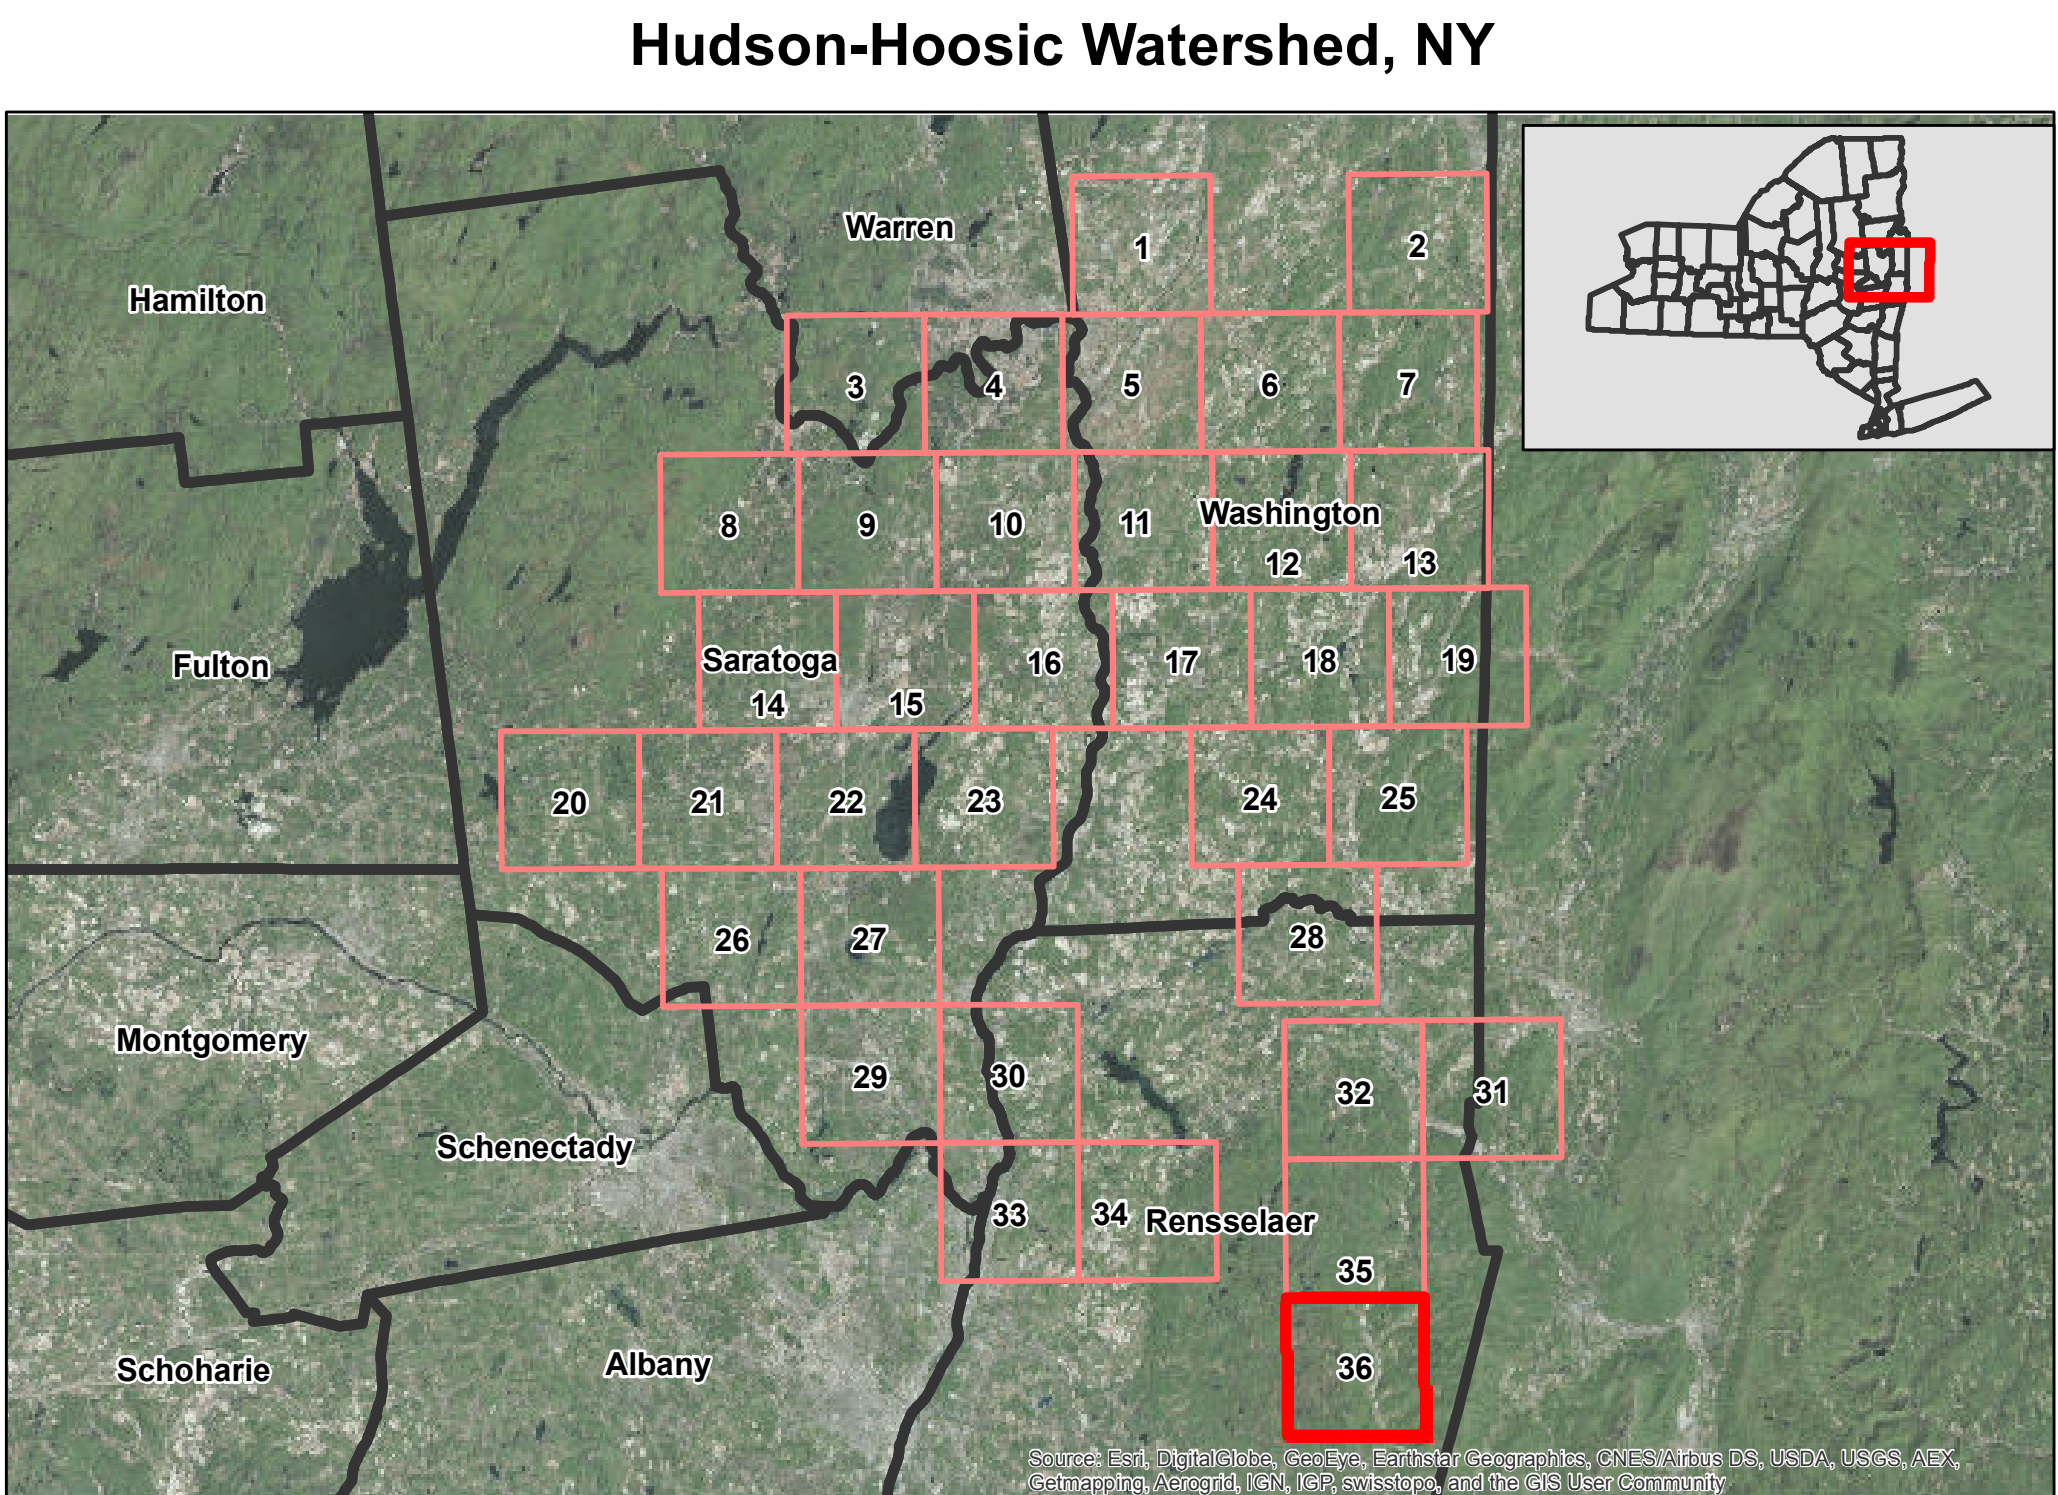 Hudson-Hoosic Watershed, NY
Warren
1
2
Hamilton
3
4
5
6
7
8
9
10
11
Washington
12
13
Fulton
Saratoga
14
15
16
17
18
19
20
21
22
23
24
25
26
27
28
Montgomery
29
30
32
31
Schenectady
33
34
Rensselaer
35
Schoharie
Albany
36
Source: Esri, DigitalGlobe, GeoEye, Earthstar Geographics, CNES/Airbus DS, USDA, USGS, AEX,
Getmapping, Aerogrid, IGN, IGP, swisstopo, and the GIS User Community